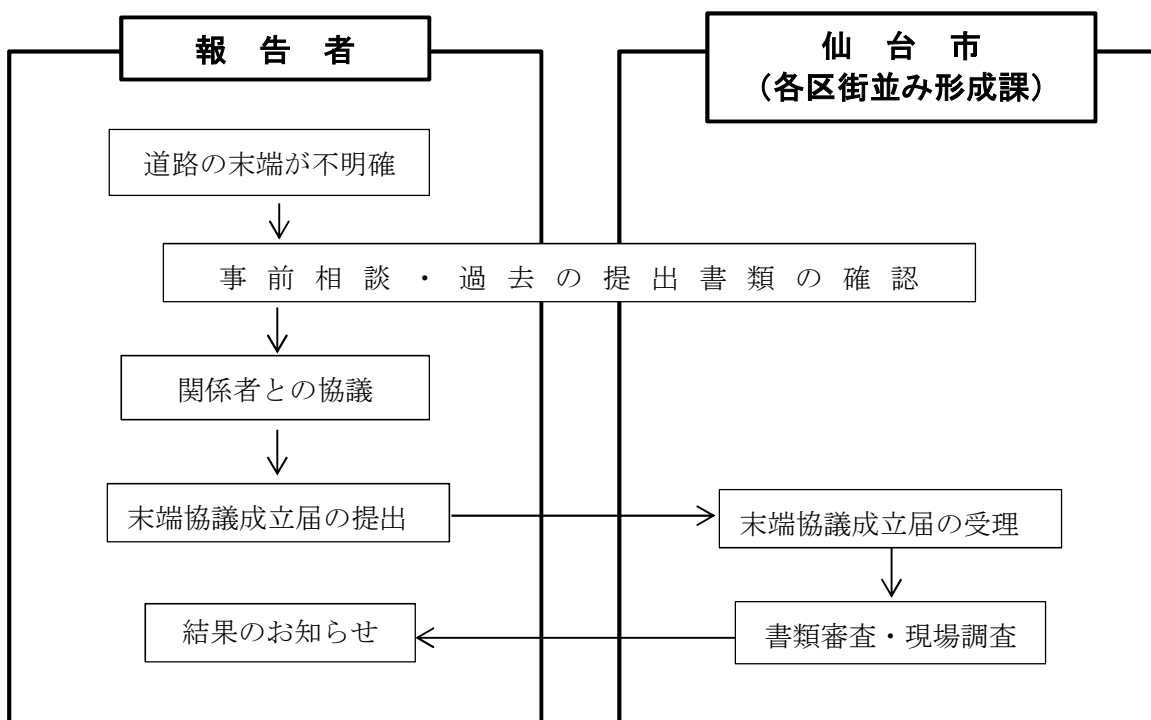 報告者
仙台市
(各区街並み形成課)
道路の末端が不明確
事前相談・過去の提出書類の確認
関係者との協議
末端協議成立届の提出
末端協議成立届の受理
結果のお知らせ
書類審査・現場調査